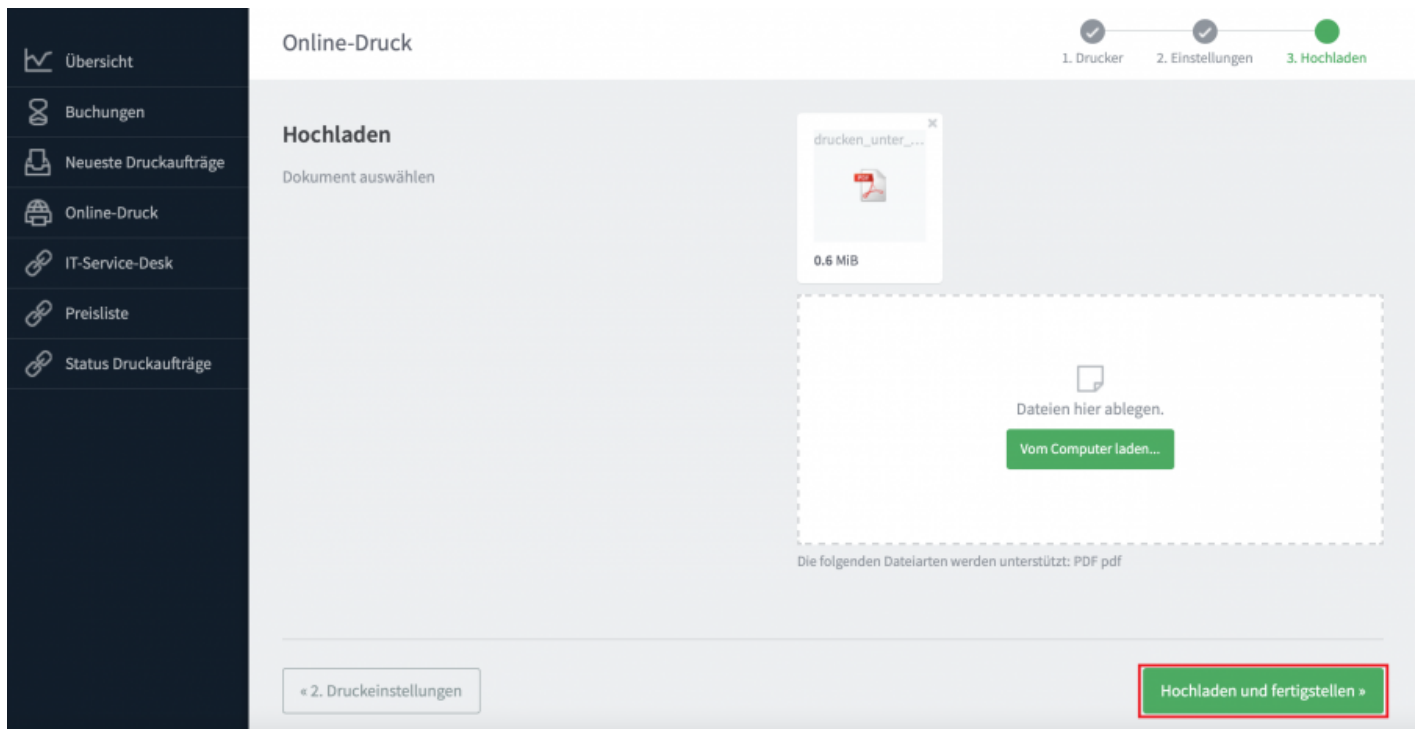 Übersicht
Buchungen
Neueste Druckaufträge
Online-Druck
IT-Service-Desk
Preisliste
Status Druckaufträge
Online-Druck
1. Drucker
2. Einstellungen
3. Hochladen
Hochladen
Dokument auswählen
drucken_unter_...
PDF
0.6 MiB
Dateien hier ablegen.
Vom Computer laden...
Die folgenden Dateiarten werden unterstützt: PDF pdf
« 2. Druckeinstellungen
Hochladen und fertigstellen »